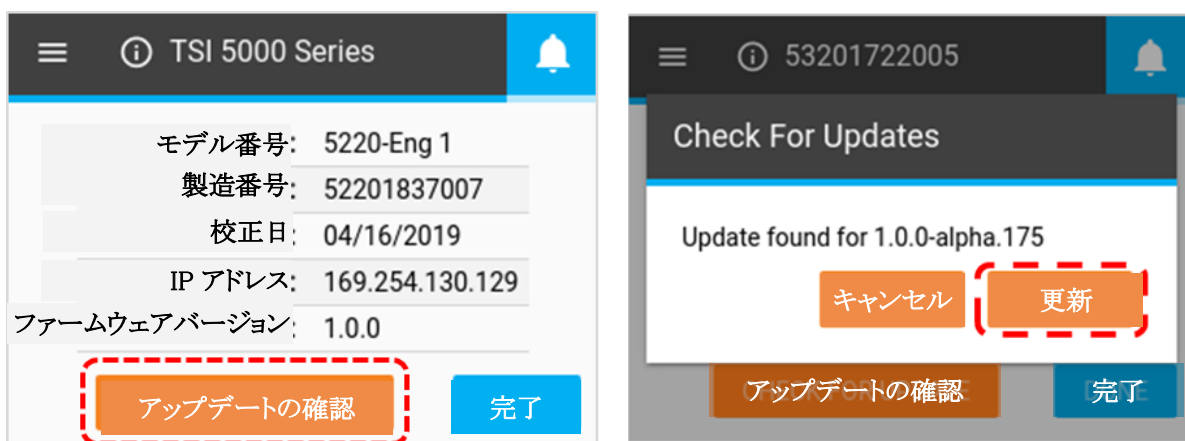 TSI 5000 Series
モデル番号: 5220-Eng 1
製造番号: 52201837007
校正日: 04/16/2019
IP アドレス: 169.254.130.129
ファームウェアバージョン: 1.0.0
アップデートの確認 完了
53201722005
Check For Updates
Update found for 1.0.0-alpha.175
キャンセル 更新
アップデートの確認 完了